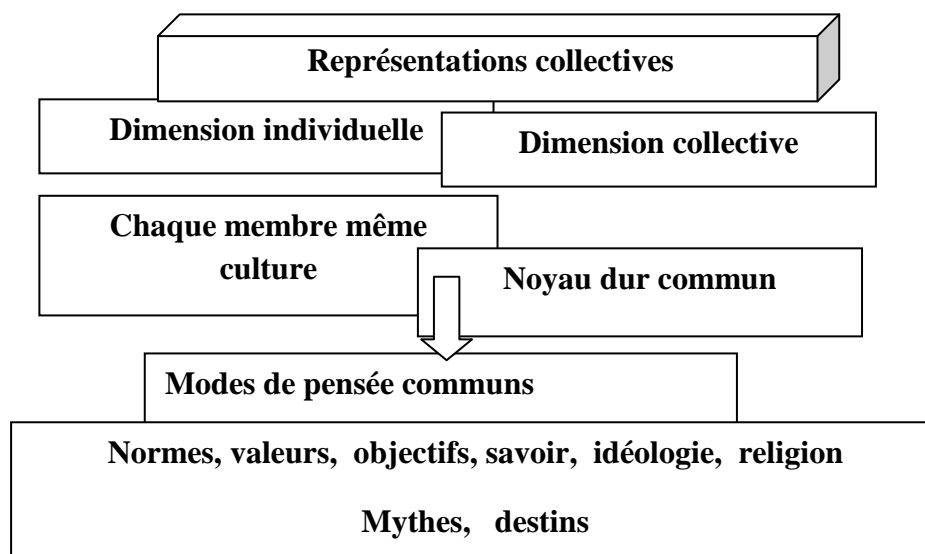 Représentations collectives
Dimension individuelle
Dimension collective
Chaque membre même
culture
Noyau dur commun
Modes de pensée communs
Normes, valeurs, objectifs, savoir, idéologie, religion
Mythes, destins